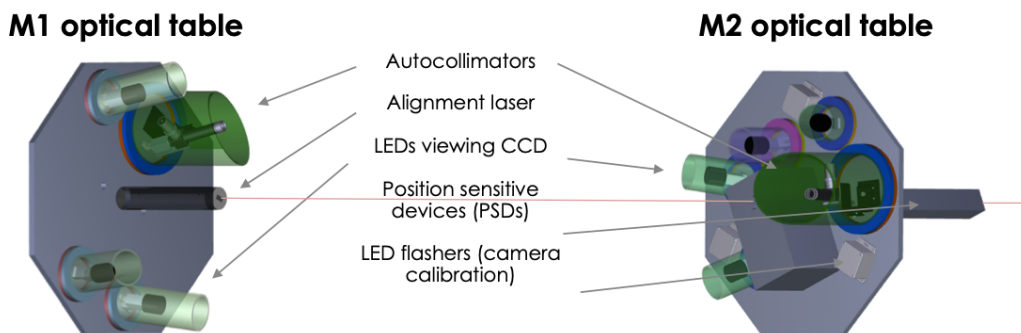 M1 optical table
M2 optical table
Autocollimators
Alignment laser
LEDs viewing CCD
Position sensitive
devices (PSDs)
LED flashers (camera
calibration)